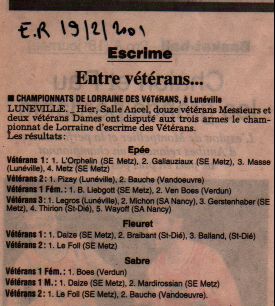 E.R 19/2/2001
Escrime
Entre vétérans...
■ CHAMPIONNATS DE LORRAINE DES VÉTÉRANS, à Lunéville
LUNEVILLE. _ Hier, Salle Ancel, douze vétérans Messieurs et
deux vétérans Dames ont disputé aux trois armes le cham-
pionnat de Lorraine d'escrime des Vétérans.
Les résultats :
Epée
Vétérans 1 : 1. L'Orphelin (SE Metz), 2. Gallauziaux (SE Metz), 3. Masse
(Lunéville), 4. Metz (SE Metz)
Vétérans 2 : 1. Pizay (Lunéville), 2. Bauche (Vandoeuvre)
Vétérans 1 Fém. : 1. B. Liebgott (SE Metz), 2. Ven Boes (Verdun)
Vétérans 3 : 1. Legros (Lunéville), 2. Michon (SA Nancy), 3. Gerstenhaber (SE
Metz), 4. Thirion (St-Dié), 5. Wayoff (SA Nancy)
Fleuret
Vétérans 1 : 1. Daize (SE Metz), 2. Braibant (St-Dié), 3. Balland, (St-Dié)
Vétérans 2 : 1. Le Foll (SE Metz)
Sabre
Vétérans 1 Fém. : 1. Boes (Verdun)
Vétérans 1 M. : 1. Daize (SE Metz), 2. Mardirossian (SE Metz)
Vétérans 2 : 1. Le Foll (SE Metz), 2. Bauche (Vandoeuvre).